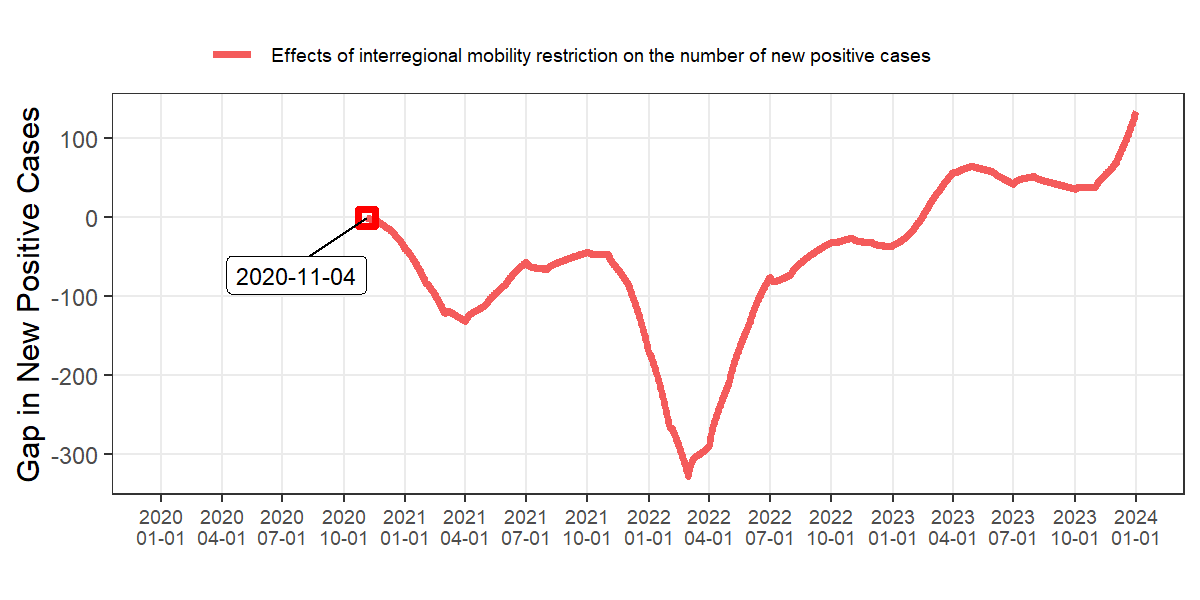 Effects of interregional mobility restriction on the number of new positive cases
Gap in New Positive Cases
100
0
-100
-200
-300
2020-11-04
2020 2020 2020 2020 2021 2021 2021 2021 2022 2022 2022 2022 2023 2023 2023 2023 2024
01-01 04-01 07-01 10-01 01-01 04-01 07-01 10-01 01-01 04-01 07-01 10-01 01-01 04-01 07-01 10-01 01-01